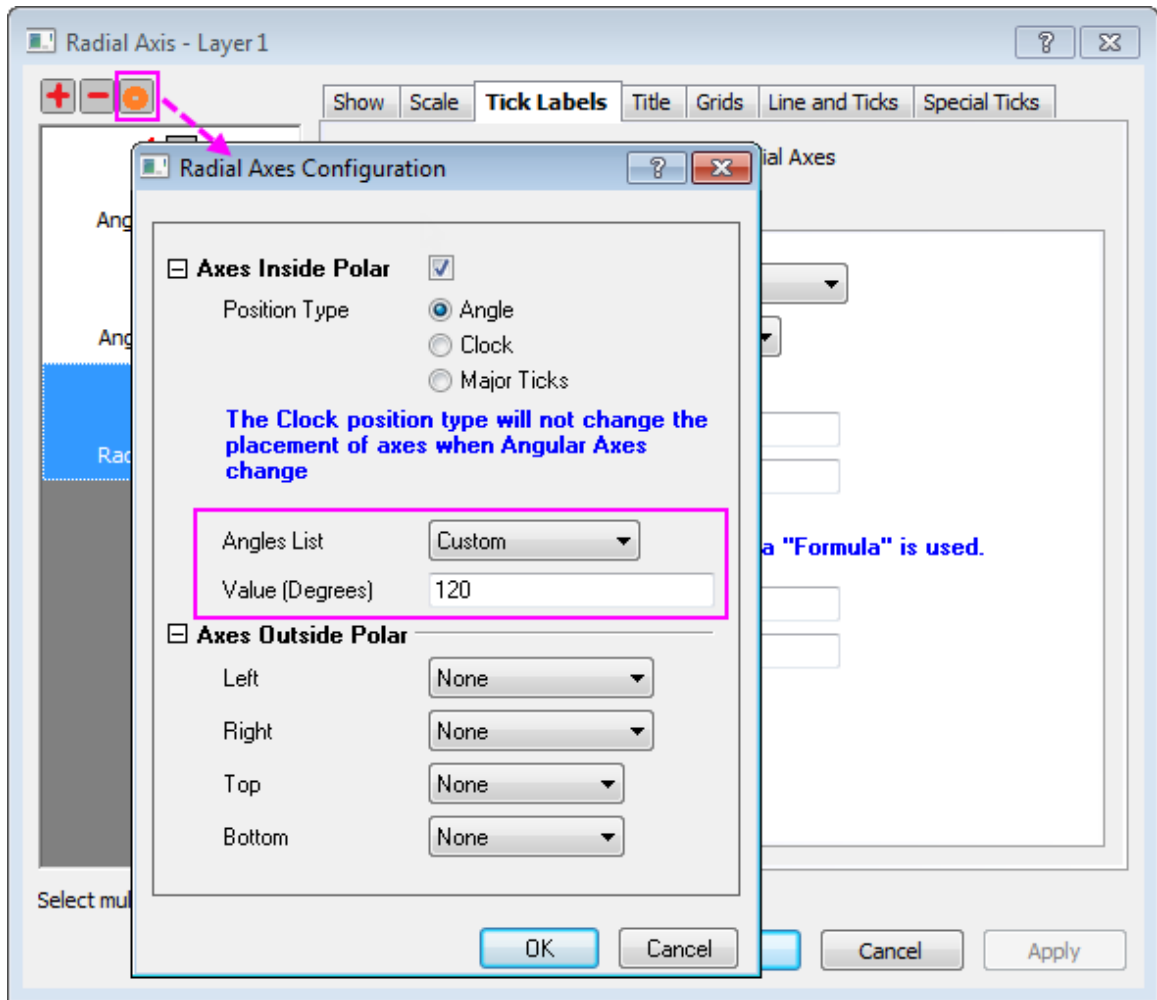 Radial Axis - Layer 1
Show Scale Tick Labels Title Grids Line and Ticks Special Ticks
Radial Axes Configuration
ial Axes
Ang
Axes Inside Polar
Position Type Angle
Clock
Ang
Major Ticks
The Clock position type will not change the
placement of axes when Angular Axes
change
Rad
Angles List Custom
a "Formula" is used.
Value (Degrees) 120
Axes Outside Polar
Left None
Right None
Top None
Bottom None
Select mul
OK Cancel
Cancel Apply